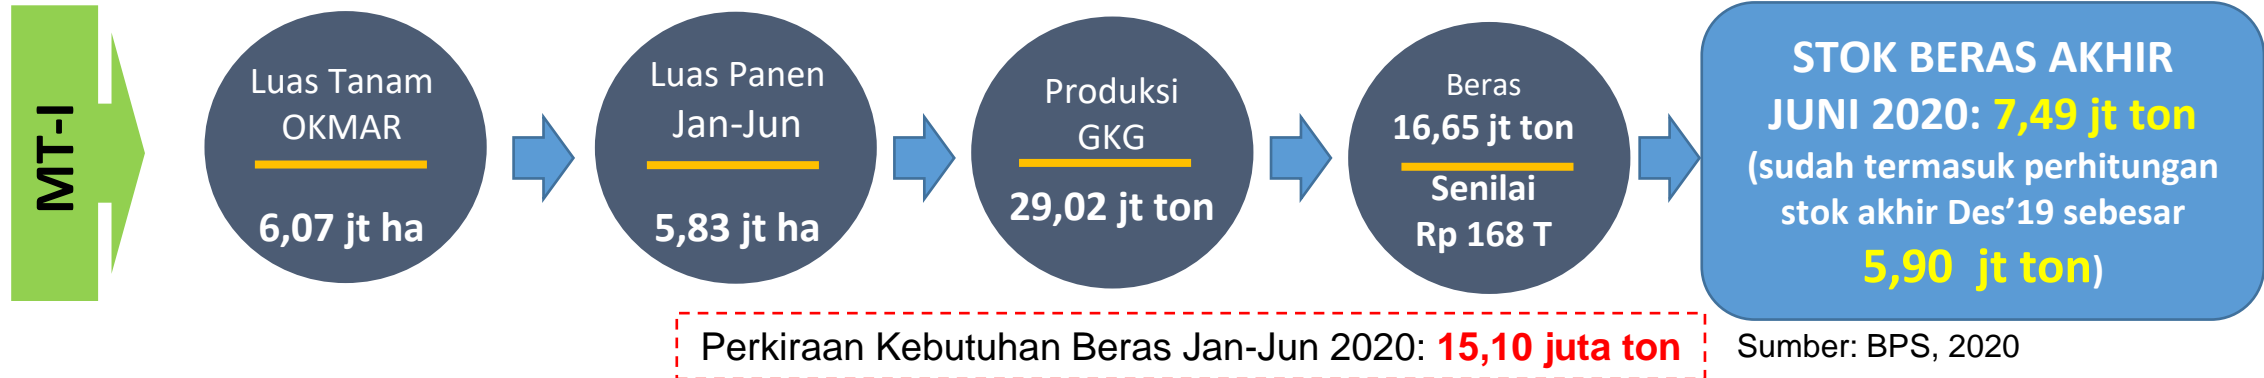 MT-I
Luas Tanam
OKMAR
6,07 jt ha
Luas Panen
Jan-Jun
5,83 jt ha
Produksi
GKG
29,02 jt ton
Beras
16,65 jt ton
Senilai
Rp 168 T
STOK BERAS AKHIR
JUNI 2020: 7,49 jt ton
(sudah termasuk perhitungan
stok akhir Des’19 sebesar
5,90 jt ton)
Perkiraan Kebutuhan Beras Jan-Jun 2020: 15,10 juta ton
Sumber: BPS, 2020